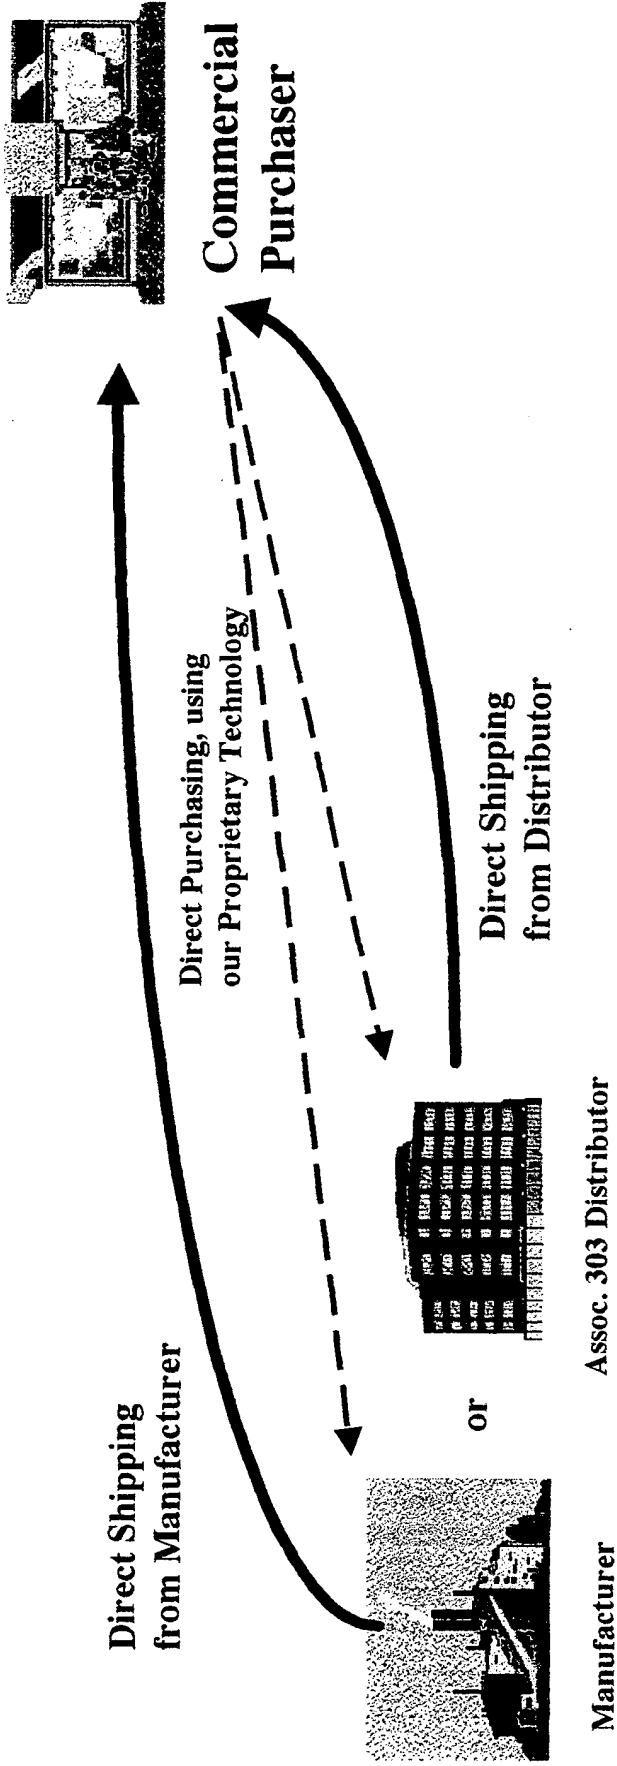 Direct Shipping
from Manufacturer
Commercial
Purchaser
Direct Purchasing, using
our Proprietary Technology
Direct Shipping
from Distributor
or
Manufacturer
Assoc. 303 Distributor